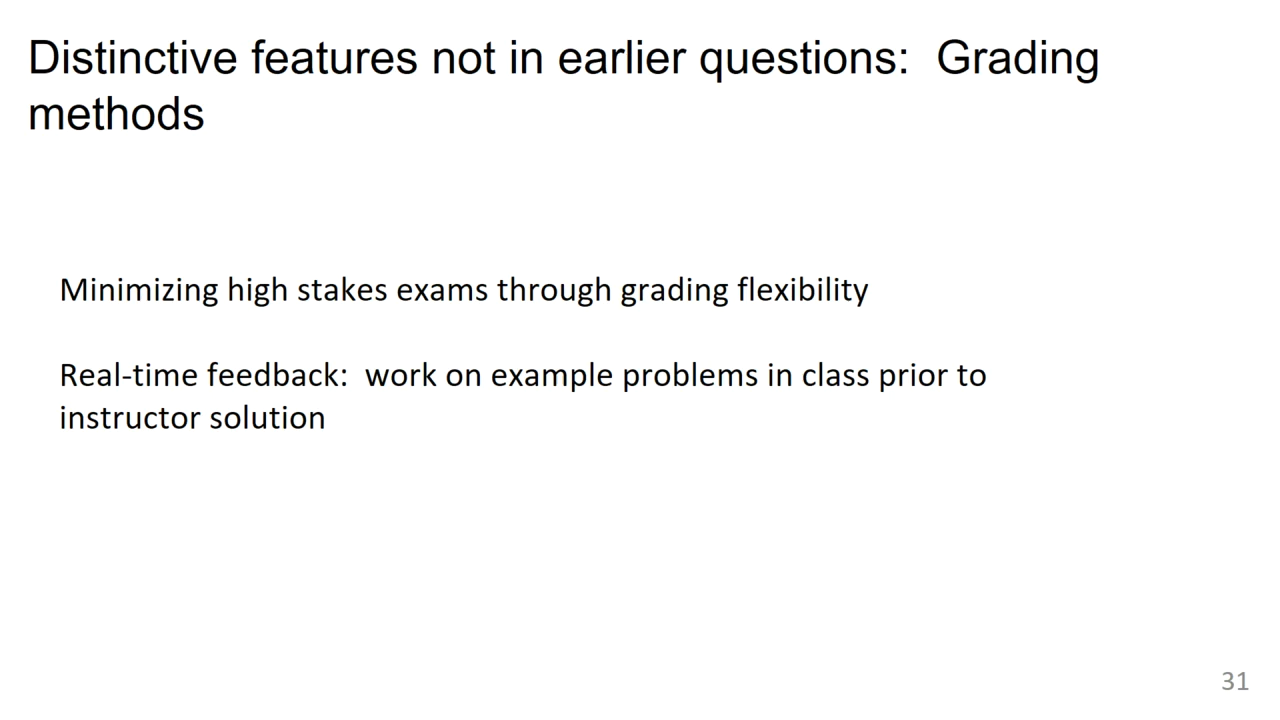 Distinctive features not in earlier questions:  Grading
methods
Minimizing high stakes exams through grading flexibility
Real-time feedback:  work on example problems in class prior to
instructor solution
31